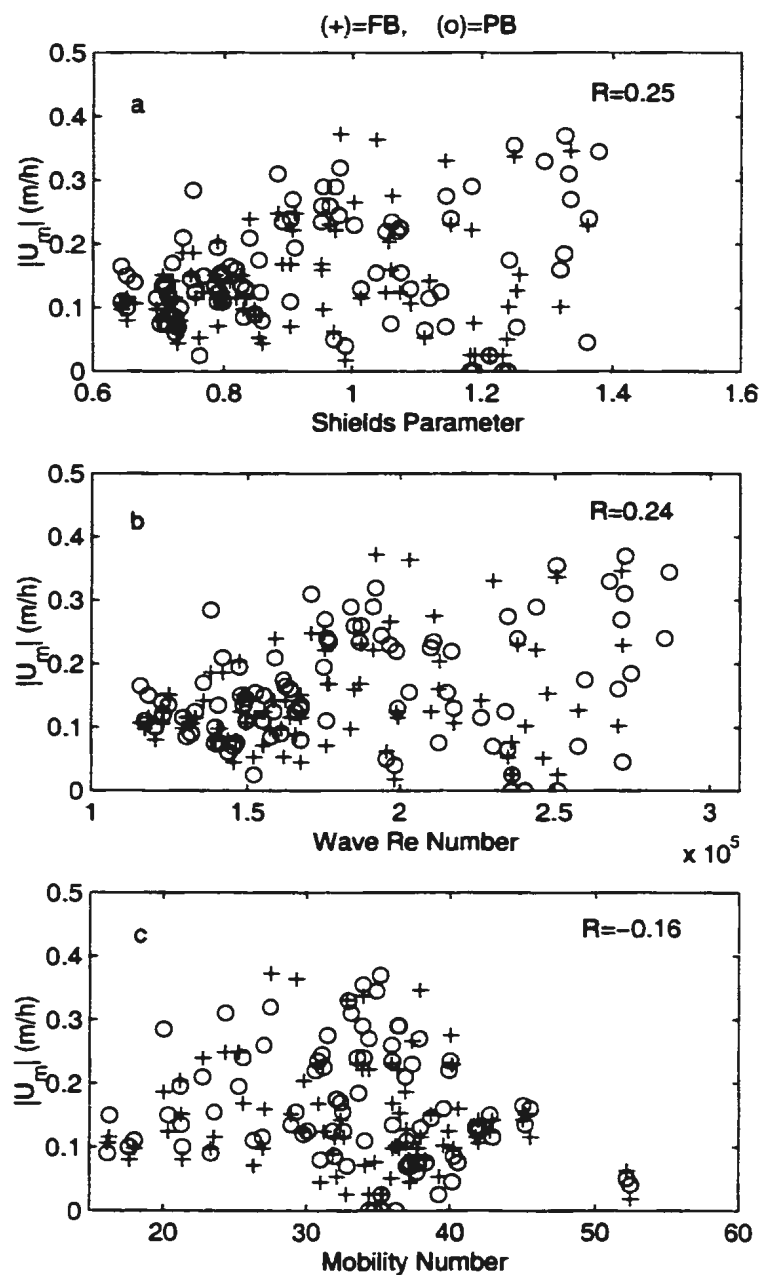 (+)=FB, (o)=PB
0.5
0.4
0.3
0.2
0.1
0
|U_m| (m/h)
a
R=0.25
0.6 0.8 1 1.2 1.4 1.6
Shields Parameter
0.5
0.4
0.3
0.2
0.1
0
|U_m| (m/h)
b
R=0.24
1 1.5 2 2.5 3
Wave Re Number
x 10^5
0.5
0.4
0.3
0.2
0.1
0
|U_m| (m/h)
c
R=-0.16
20 30 40 50 60
Mobility Number